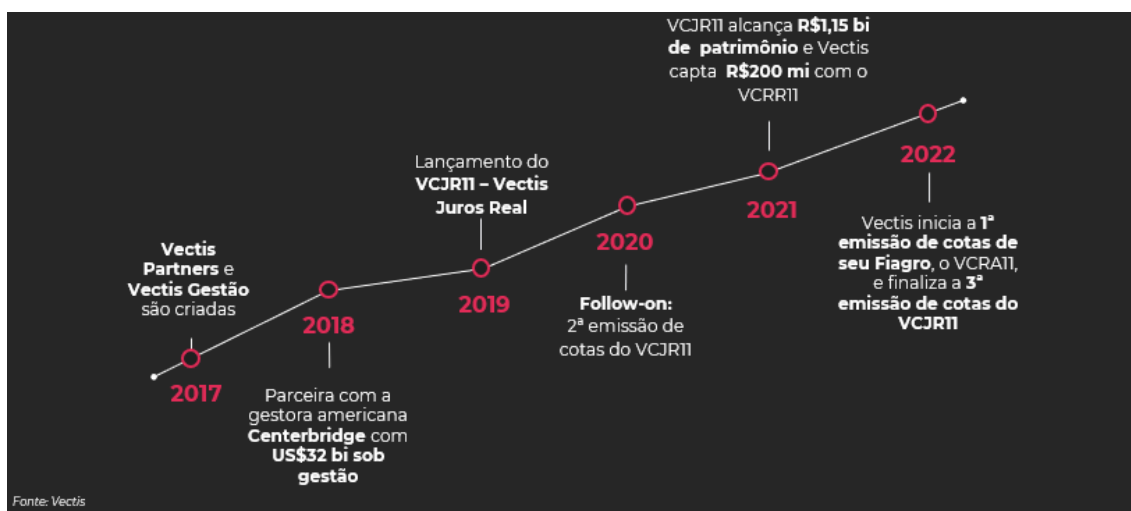 Vectis
Partners e
Vectis Gestão
são criadas
2017
2018
Parceira com a
gestora americana
Centerbridge com
US$32 bi sob
gestão
Lançamento do
VCJR11 – Vectis
Juros Real
2019
2020
Follow-on:
2ª emissão de
cotas do VCJR11
VCJR11 alcança R$1,15 bi
de patrimônio e Vectis
capta R$200 mi com o
VCRR11
2021
2022
Vectis inicia a 1ª
emissão de cotas de
seu Fiagro, o VCRA11,
e finaliza a 3ª
emissão de cotas do
VCJR11
Fonte: Vectis